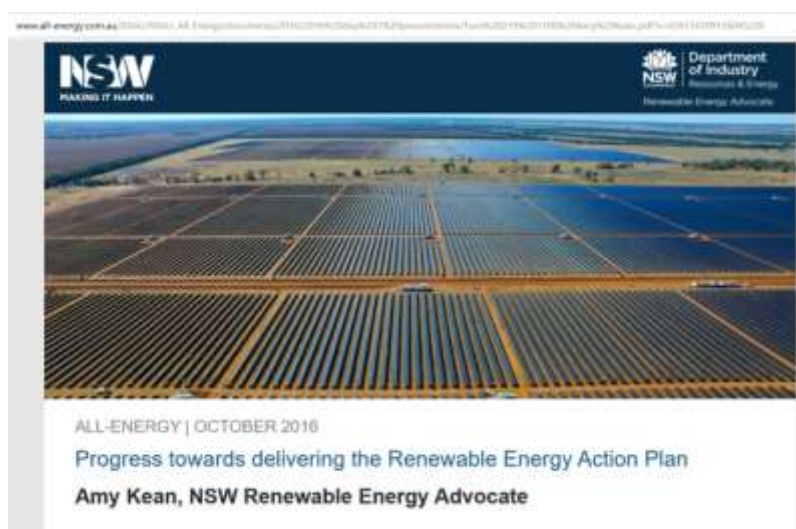 www.all-energy.com.au
NSW
MAKING IT HAPPEN
NSW
Department
of Industry
Resources & Energy
Renewable Energy Advocate
ALL-ENERGY | OCTOBER 2016
Progress towards delivering the Renewable Energy Action Plan
Amy Kean, NSW Renewable Energy Advocate